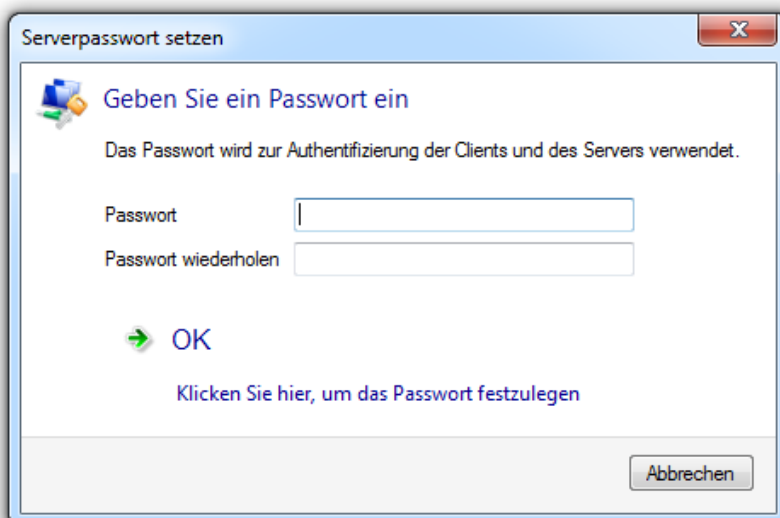 Serverpasswort setzen
Geben Sie ein Passwort ein
Das Passwort wird zur Authentifizierung der Clients und des Servers verwendet.
Passwort
Passwort wiederholen
OK
Klicken Sie hier, um das Passwort festzulegen
Abbrechen